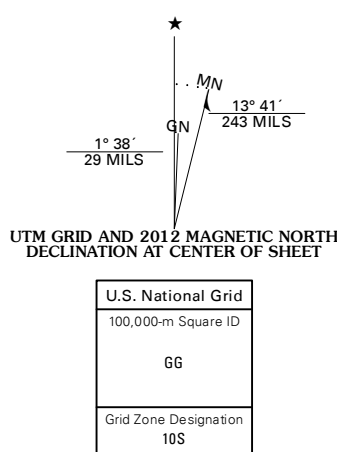 ★
MN
GN
13° 41´
243 MILS
1° 38´
29 MILS
UTM GRID AND 2012 MAGNETIC NORTH
DECLINATION AT CENTER OF SHEET
U.S. National Grid
100,000-m Square ID
GG
Grid Zone Designation
10S